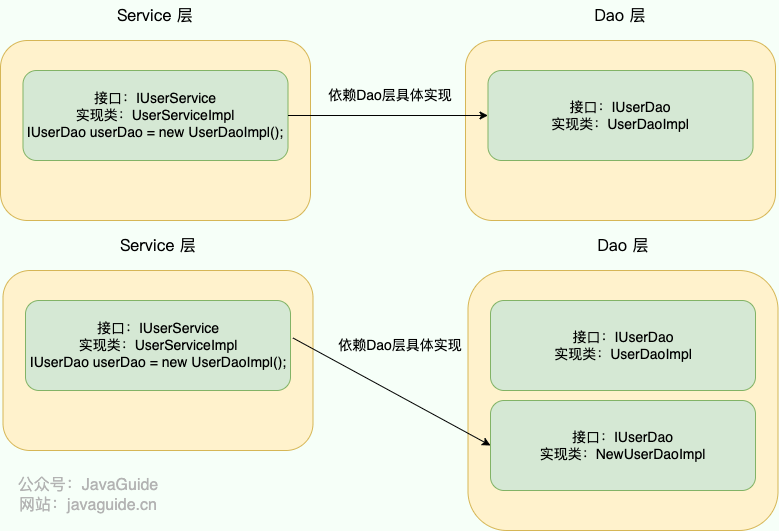 Service 层
Dao 层
接口：IUserService
实现类：UserServiceImpl
IUserDao userDao = new UserDaoImpl();
依赖Dao层具体实现
接口：IUserDao
实现类：UserDaoImpl
Service 层
Dao 层
接口：IUserService
实现类：UserServiceImpl
IUserDao userDao = new UserDaoImpl();
依赖Dao层具体实现
接口：IUserDao
实现类：UserDaoImpl
接口：IUserDao
实现类：NewUserDaoImpl
公众号：JavaGuide
网站：javaguide.cn